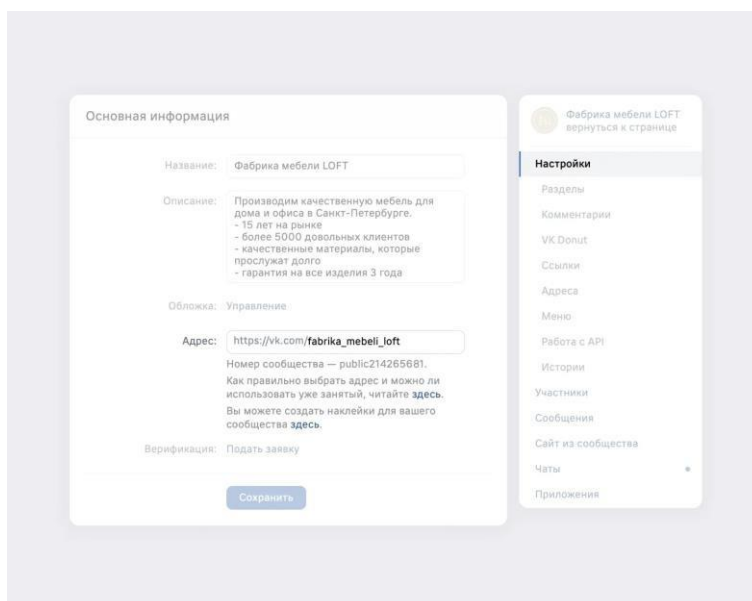 Основная информация
Название: Фабрика мебели LOFT
Описание: Производим качественную мебель для
дома и офиса в Санкт-Петербурге.
- 15 лет на рынке
- более 5000 довольных клиентов
- качественные материалы, которые
прослужат долго
- гарантия на все изделия 3 года
Обложка: Управление
Адрес: https://vk.com/fabrika_mebeli_loft
Номер сообщества — public214265681.
Как правильно выбрать адрес и можно ли
использовать уже занятый, читайте здесь.
Вы можете создать наклейки для вашего
сообщества здесь.
Верификация: Подать заявку
Сохранить
Фабрика мебели LOFT
вернуться к странице
Настройки
Разделы
Комментарии
VK Donut
Ссылки
Адреса
Меню
Работа с API
Истории
Участники
Сообщения
Сайт из сообщества
Чаты
Приложения